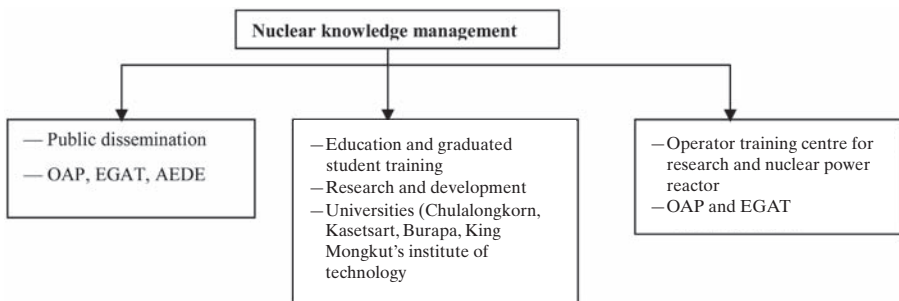 Nuclear knowledge management
— Public dissemination
— OAP, EGAT, AEDE
—Education and graduated
student training
—Research and development
—Universities (Chulalongkorn,
Kasetsart, Burapa, King
Mongkut's institute of
technology
—Operator training centre for
research and nuclear power
reactor
—OAP and EGAT